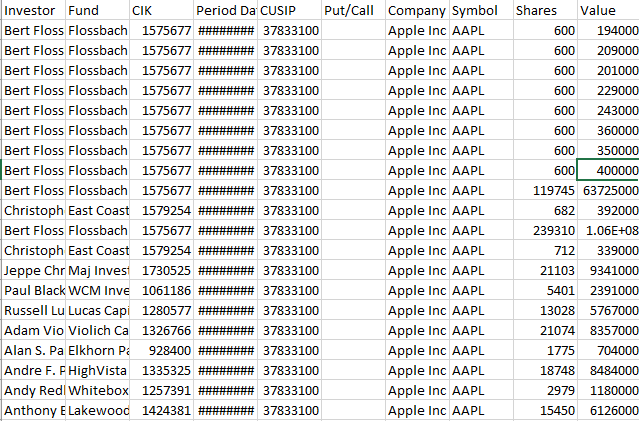 Investor Fund CIK Period Da CUSIP Put/Call Company Symbol Shares Value
Bert Floss Flossbach 1575677 ######## 37833100 Apple Inc AAPL 600 194000
Bert Floss Flossbach 1575677 ######## 37833100 Apple Inc AAPL 600 209000
Bert Floss Flossbach 1575677 ######## 37833100 Apple Inc AAPL 600 201000
Bert Floss Flossbach 1575677 ######## 37833100 Apple Inc AAPL 600 229000
Bert Floss Flossbach 1575677 ######## 37833100 Apple Inc AAPL 600 243000
Bert Floss Flossbach 1575677 ######## 37833100 Apple Inc AAPL 600 360000
Bert Floss Flossbach 1575677 ######## 37833100 Apple Inc AAPL 600 350000
Bert Floss Flossbach 1575677 ######## 37833100 Apple Inc AAPL 600 400000
Bert Floss Flossbach 1575677 ######## 37833100 Apple Inc AAPL 119745 63725000
Christoph East Coast 1579254 ######## 37833100 Apple Inc AAPL 682 392000
Bert Floss Flossbach 1575677 ######## 37833100 Apple Inc AAPL 239310 1.06E+08
Christoph East Coast 1579254 ######## 37833100 Apple Inc AAPL 712 339000
Jeppe Chr Maj Invest 1730525 ######## 37833100 Apple Inc AAPL 21103 9341000
Paul Black WCM Inve 1061186 ######## 37833100 Apple Inc AAPL 5401 2391000
Russell Lu Lucas Capi 1280577 ######## 37833100 Apple Inc AAPL 13028 5767000
Adam Vio Violich Ca 1326766 ######## 37833100 Apple Inc AAPL 21074 8357000
Alan S. Pa Elkhorn Pa 928400 ######## 37833100 Apple Inc AAPL 1775 704000
Andre F. P HighVista 1335325 ######## 37833100 Apple Inc AAPL 18748 8484000
Andy Redl Whitebox 1257391 ######## 37833100 Apple Inc AAPL 2979 1180000
Anthony B Lakewood 1424381 ######## 37833100 Apple Inc AAPL 15450 6126000